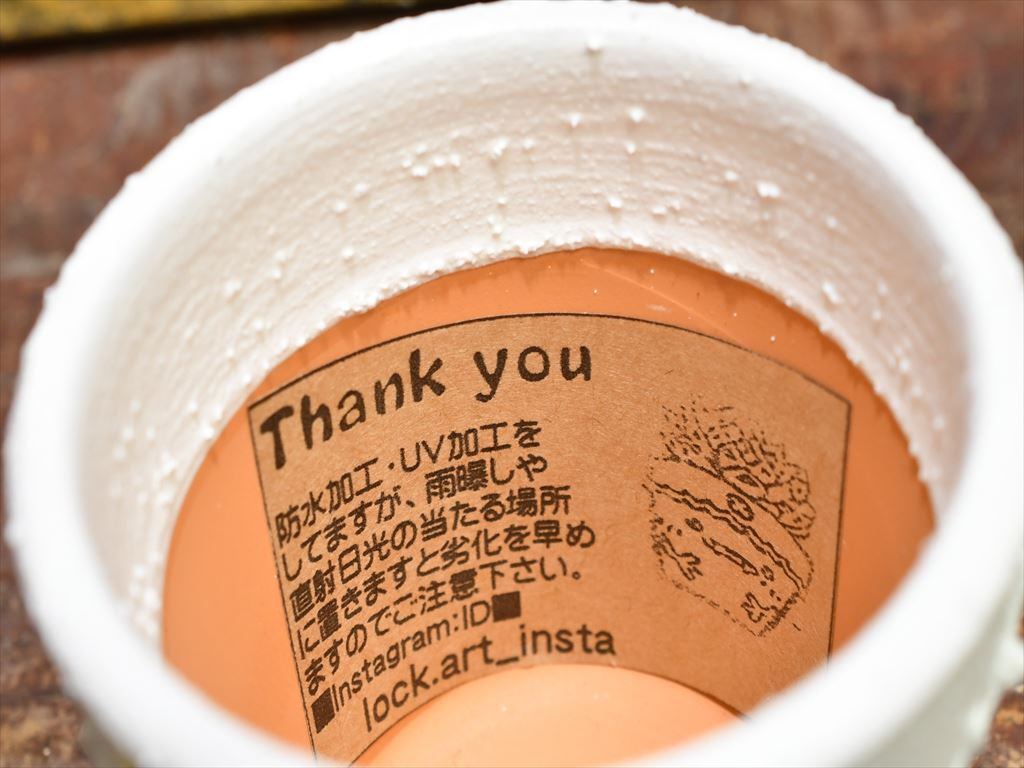 Thank you
防水加工・UV加工を
してますが、雨曝しや
直射日光の当たる場所
に置きますと劣化を早め
ますのでご注意下さい。
■Instagram:ID■
lock.art_insta